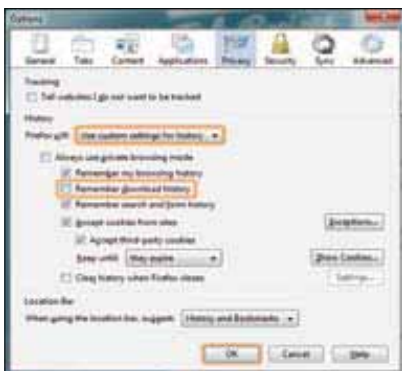 Options
General Tabs Content Applications Privacy Security Sync Advanced
Tracking
Tell websites I do not want to be tracked
History
Firefox will: Use custom settings for history
Always use private browsing mode
Remember my browsing history
Remember download history
Remember search and form history
Accept cookies from sites Exceptions...
Accept third-party cookies
Keep until: they expire Show Cookies...
Clear history when Firefox closes Settings...
Location Bar
When using the location bar, suggest: History and Bookmarks
OK Cancel Help